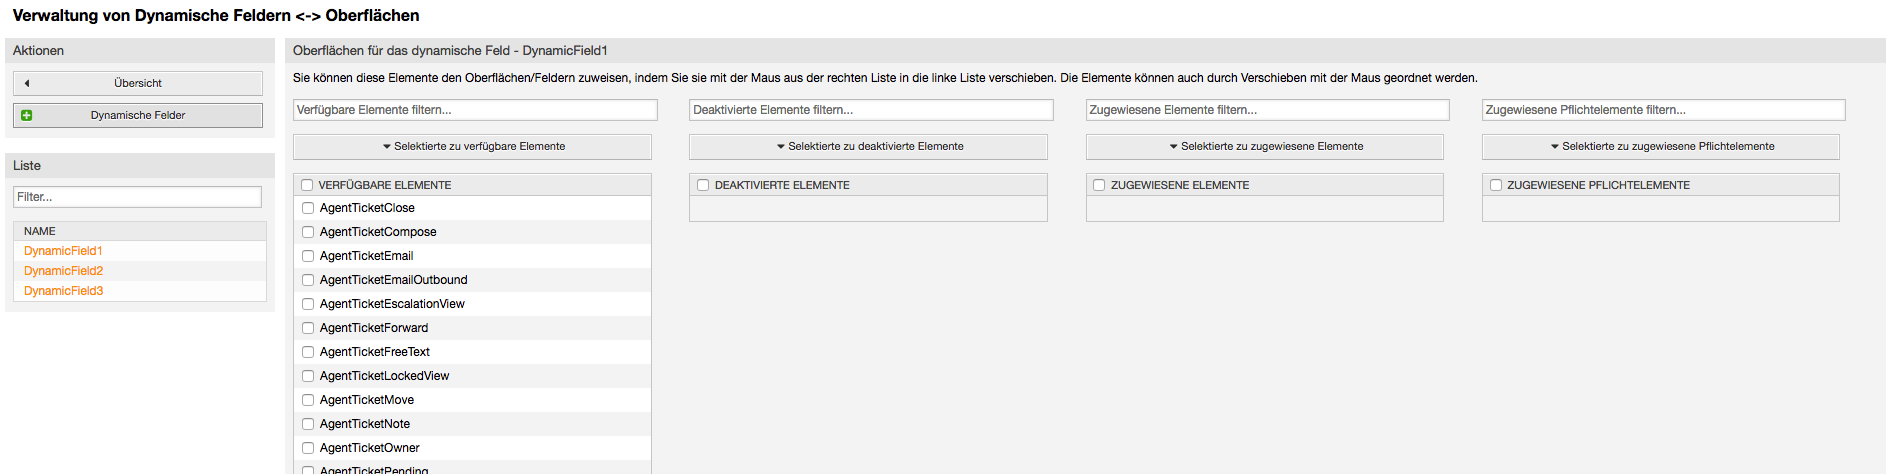 Verwaltung von Dynamische Feldern <-> Oberflächen
Aktionen
Übersicht
Dynamische Felder
Liste
Filter...
NAME
DynamicField1
DynamicField2
DynamicField3
Oberflächen für das dynamische Feld - DynamicField1
Sie können diese Elemente den Oberflächen/Feldern zuweisen, indem Sie sie mit der Maus aus der rechten Liste in die linke Liste verschieben. Die Elemente können auch durch Verschieben mit der Maus geordnet werden.
Verfügbare Elemente filtern...
Selektierte zu verfügbare Elemente
VERFÜGBARE ELEMENTE
AgentTicketClose
AgentTicketCompose
AgentTicketEmail
AgentTicketEmailOutbound
AgentTicketEscalationView
AgentTicketForward
AgentTicketFreeText
AgentTicketLockedView
AgentTicketMove
AgentTicketNote
AgentTicketOwner
AgentTicketPending
Deaktivierte Elemente filtern...
Selektierte zu deaktivierte Elemente
DEAKTIVIERTE ELEMENTE
Zugewiesene Elemente filtern...
Selektierte zu zugewiesene Elemente
ZUGEWIESENE ELEMENTE
Zugewiesene Pflichtelemente filtern...
Selektierte zu zugewiesene Pflichtelemente
ZUGEWIESENE PFLICHTELEMENTE